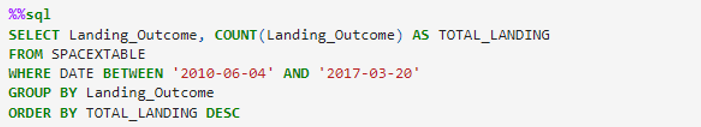 %%sql
SELECT Landing_Outcome, COUNT(Landing_Outcome) AS TOTAL_LANDING
FROM SPACEXTABLE
WHERE DATE BETWEEN '2010-06-04' AND '2017-03-20'
GROUP BY Landing_Outcome
ORDER BY TOTAL_LANDING DESC